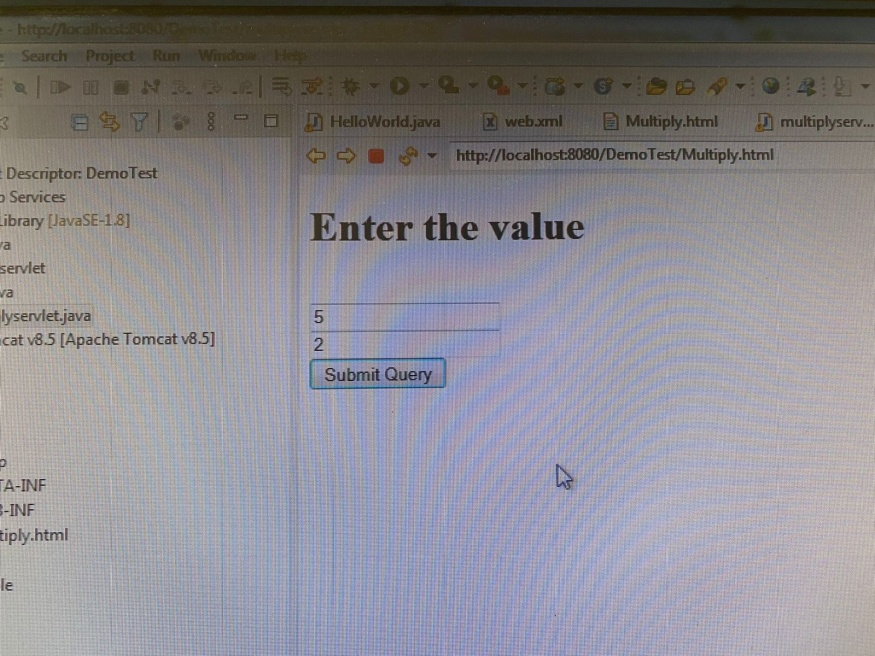 - http://localhost:8080/DemoTest/
Search Project Run Window Help
HelloWorld.java web.xml Multiply.html multiplyserv...
http://localhost:8080/DemoTest/Multiply.html
t Descriptor: DemoTest
Services
Library [JavaSE-1.8]
va
servlet
va
lyservlet.java
cat v8.5 [Apache Tomcat v8.5]
p
TA-INF
B-INF
tiply.html
le
Enter the value
5
2
Submit Query